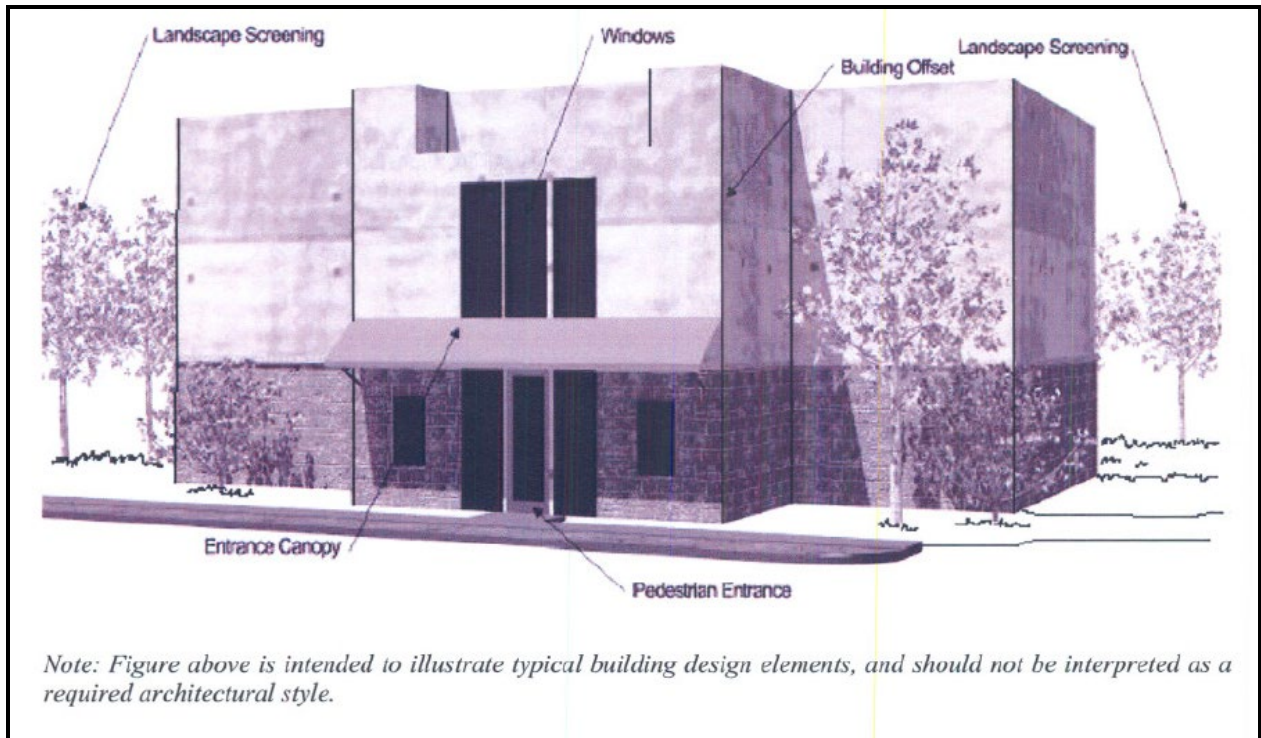 Landscape Screening
Windows
Landscape Screening
Building Offset
Entrance Canopy
Pedestrian Entrance
Note: Figure above is intended to illustrate typical building design elements, and should not be interpreted as a
required architectural style.